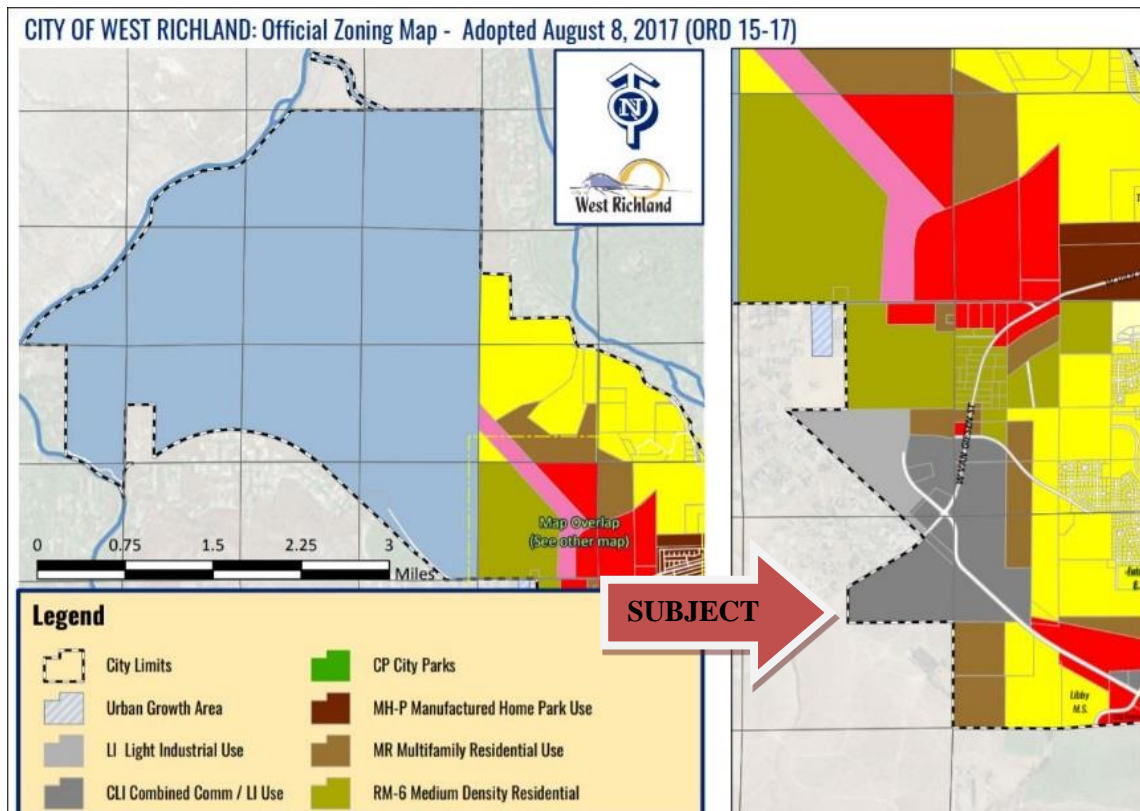 CITY OF WEST RICHLAND: Official Zoning Map - Adopted August 8, 2017 (ORD 15-17)
N
West Richland
W VAN GIESEN ST
Map Overlap
(See other map)
0 0.75 1.5 2.25 3
Miles
SUBJECT
Libby
M.S.
Legend
City Limits
Urban Growth Area
LI Light Industrial Use
CLI Combined Comm / LI Use
CP City Parks
MH-P Manufactured Home Park Use
MR Multifamily Residential Use
RM-6 Medium Density Residential